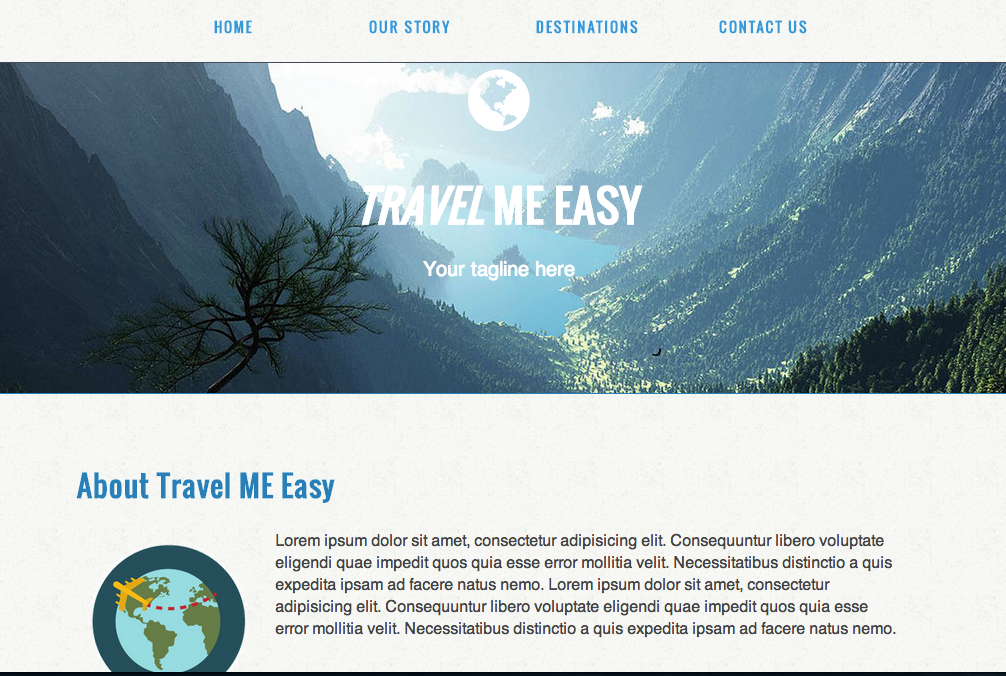 HOME OUR STORY DESTINATIONS CONTACT US
TRAVEL ME EASY
Your tagline here
About Travel ME Easy
Lorem ipsum dolor sit amet, consectetur adipisicing elit. Consequuntur libero voluptate
eligendi quae impedit quos quia esse error mollitia velit. Necessitatibus distinctio a quis
expedita ipsam ad facere natus nemo. Lorem ipsum dolor sit amet, consectetur
adipisicing elit. Consequuntur libero voluptate eligendi quae impedit quos quia esse
error mollitia velit. Necessitatibus distinctio a quis expedita ipsam ad facere natus nemo.